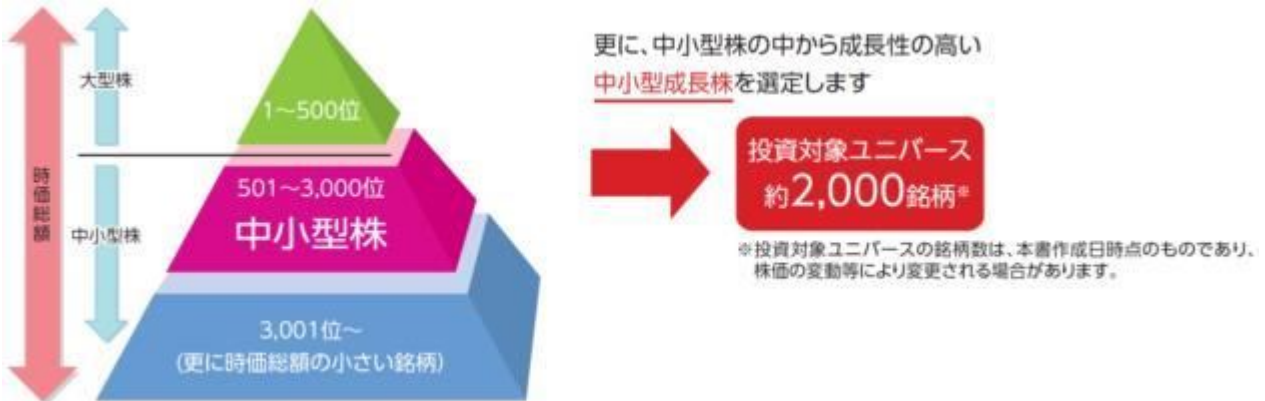 時価総額
大型株
中小型株
1～500位
501～3,000位
中小型株
3,001位～
(更に時価総額の小さい銘柄)
更に、中小型株の中から成長性の高い
中小型成長株を選定します
投資対象ユニバース
約2,000銘柄※
※投資対象ユニバースの銘柄数は、本書作成日時点のものであり、
株価の変動等により変更される場合があります。